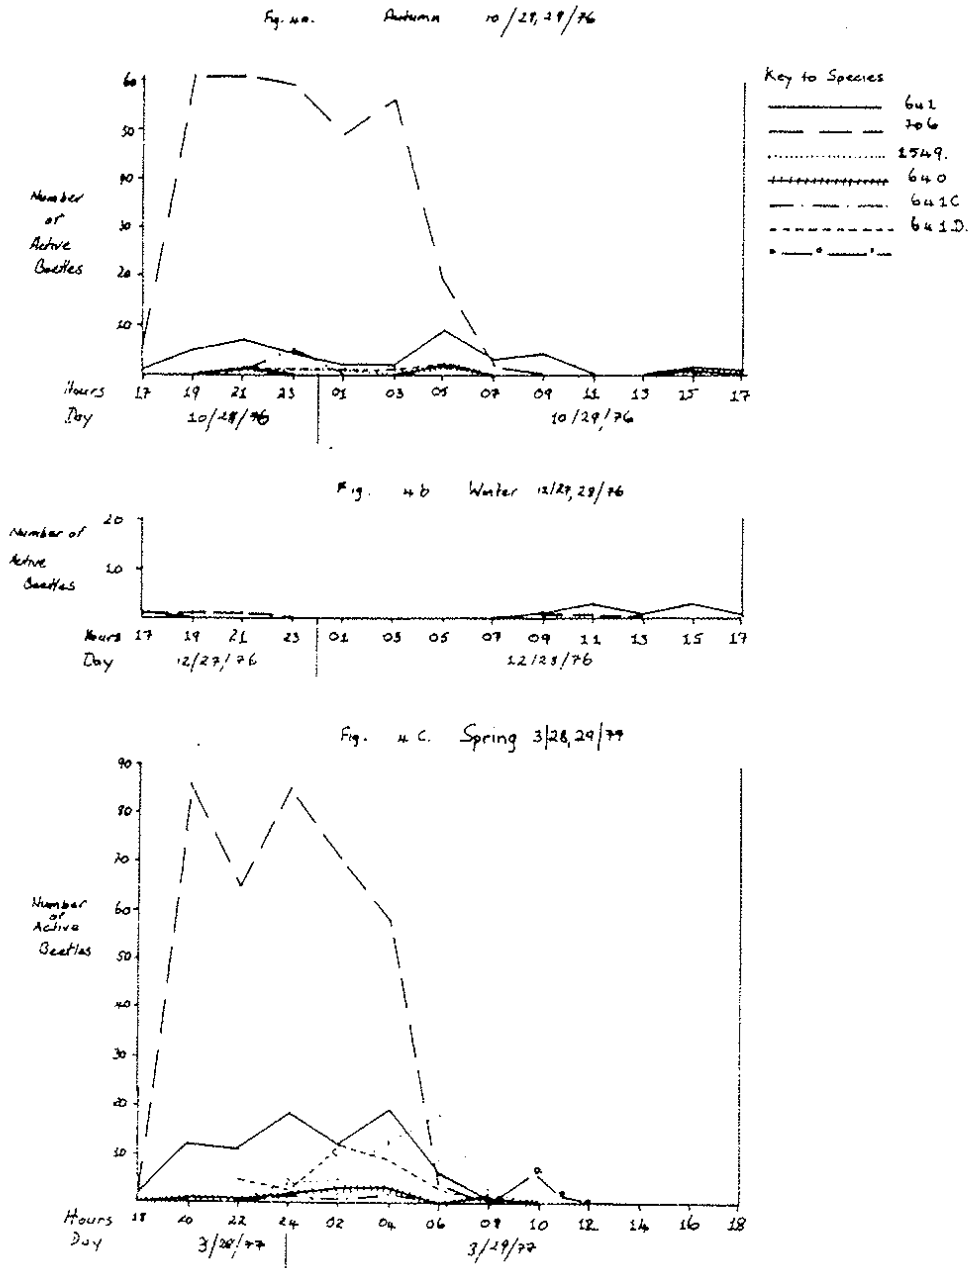 Fig. 4a. Autumn 10/28, 29/76
Key to Species
641
706
1549.
640
641C
641D.
Number
of
Active
Beetles
60
50
40
30
20
10
Hours 17 19 21 23 01 03 05 07 09 11 13 15 17
Day 10/28/76 10/29/76
Fig. 4b Winter 12/27, 28/76
Number of
Active
Beetles
20
10
Hours 17 19 21 23 01 03 05 07 09 11 13 15 17
Day 12/27/76 12/28/76
Fig. 4C. Spring 3/28, 29/77
Number
of
Active
Beetles
90
80
70
60
50
40
30
20
10
Hours 18 20 22 24 02 04 06 08 10 12 14 16 18
Day 3/28/77 3/29/77